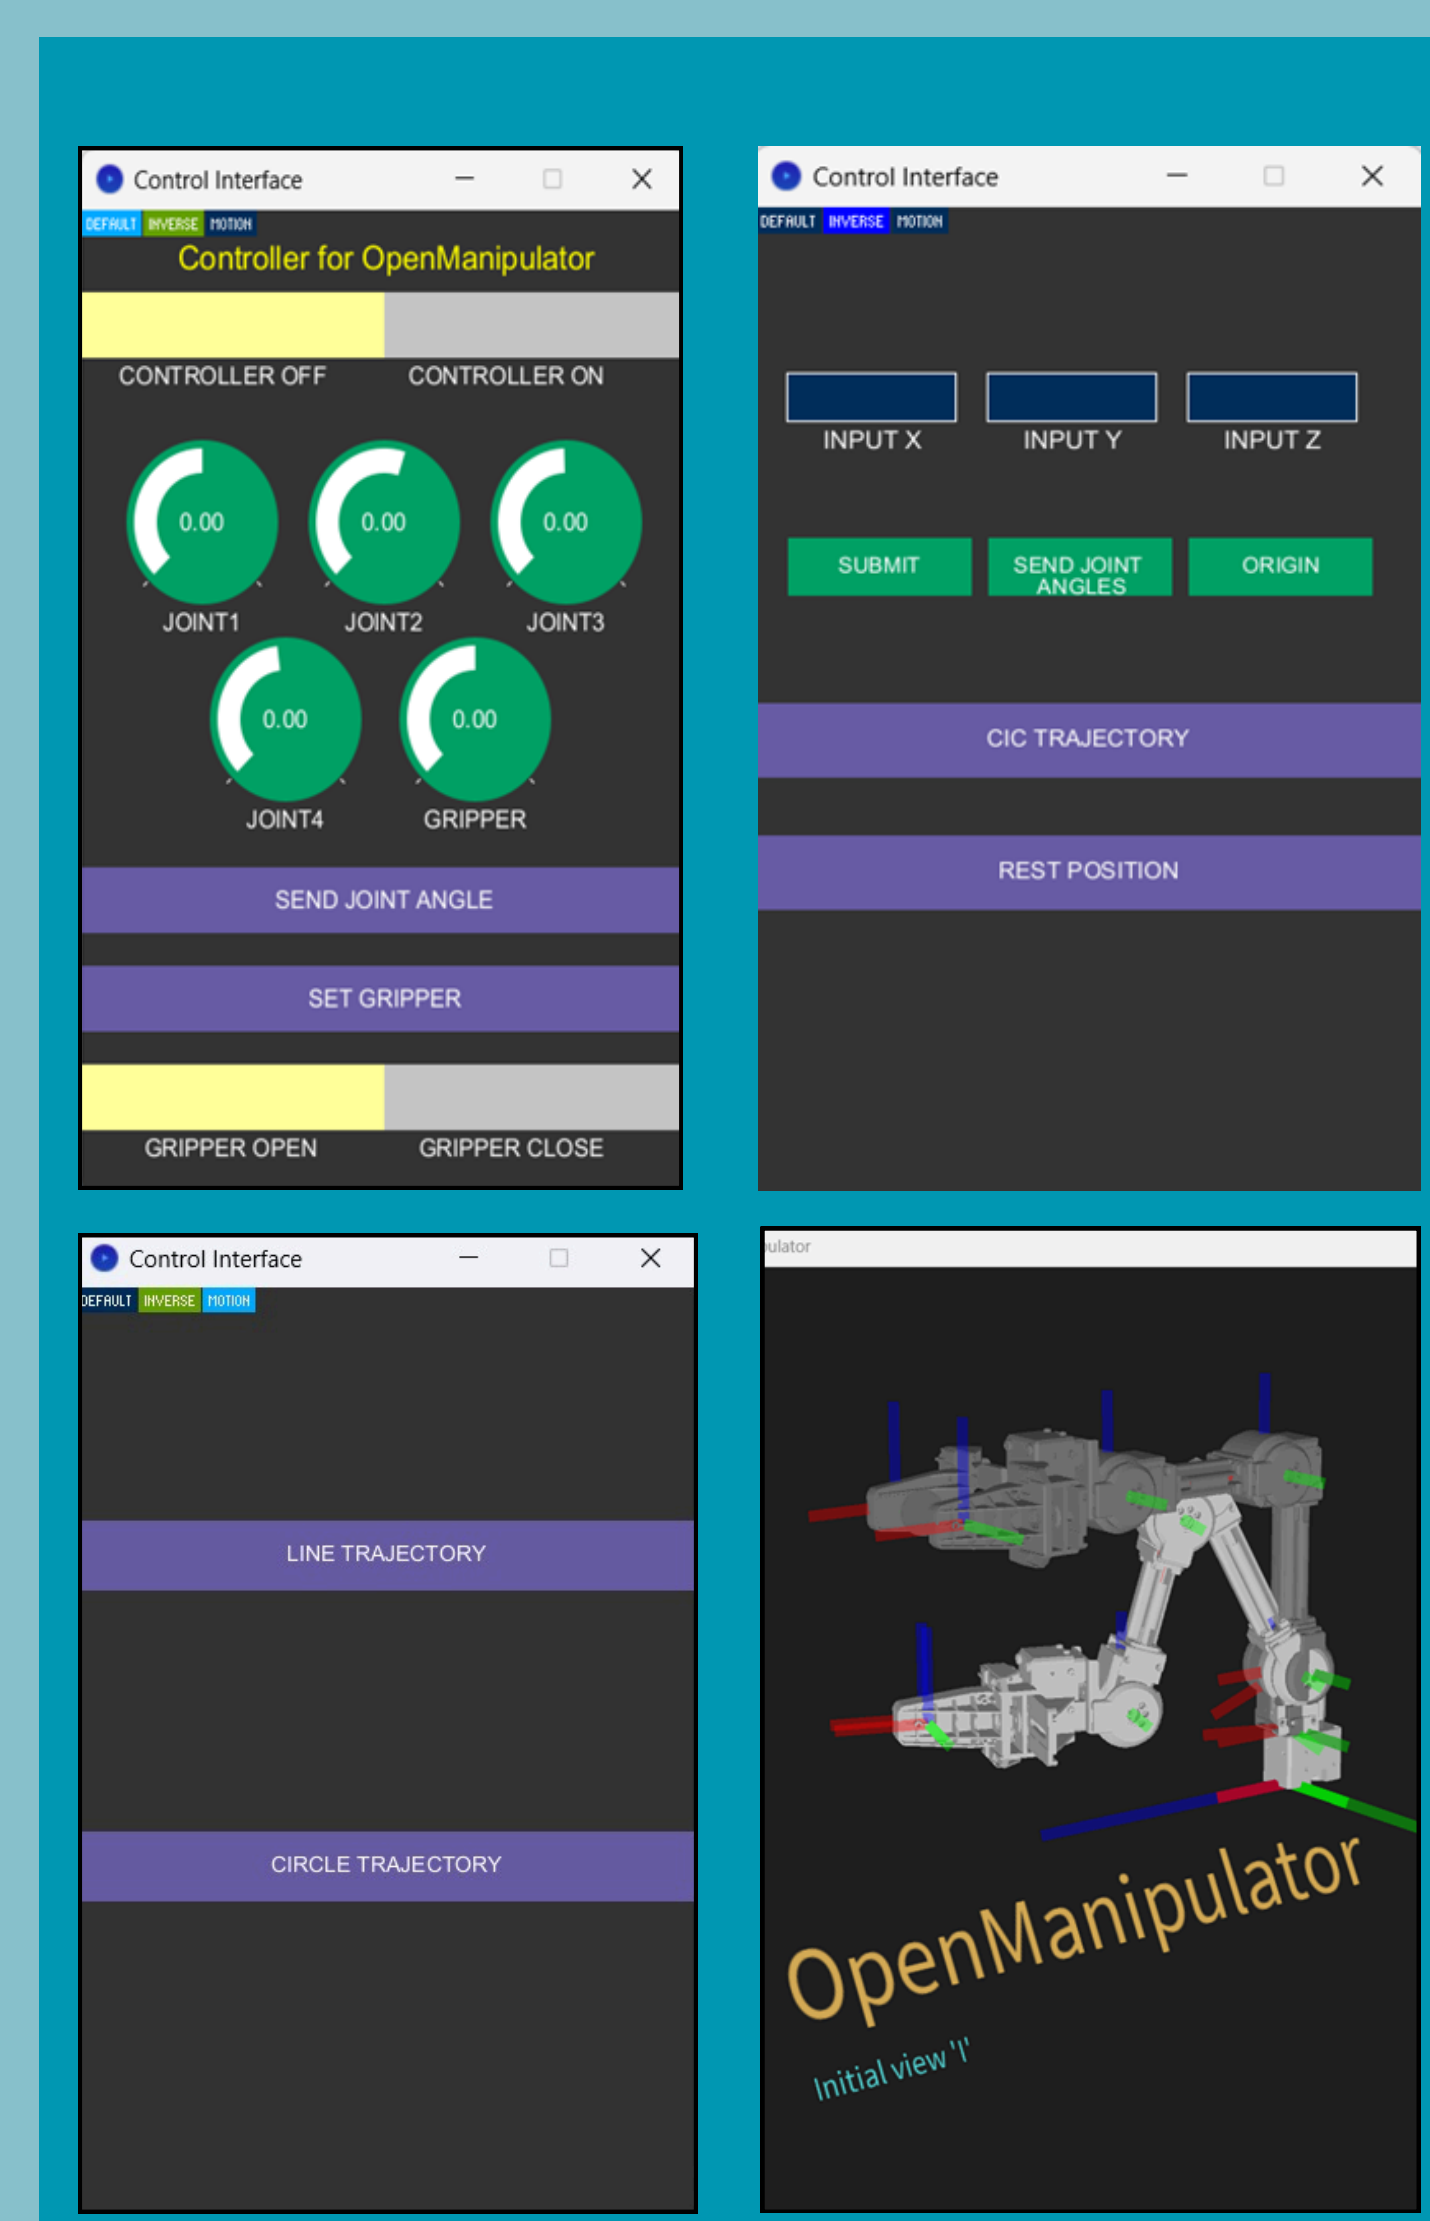 Control Interface
DEFAULT INVERSE MOTION
Controller for OpenManipulator
CONTROLLER OFF CONTROLLER ON
0.00 0.00 0.00
JOINT1 JOINT2 JOINT3
0.00 0.00
JOINT4 GRIPPER
SEND JOINT ANGLE
SET GRIPPER
GRIPPER OPEN GRIPPER CLOSE
Control Interface
DEFAULT INVERSE MOTION
INPUT X INPUT Y INPUT Z
SUBMIT SEND JOINT ORIGIN
ANGLES
CIC TRAJECTORY
REST POSITION
Control Interface
DEFAULT INVERSE MOTION
LINE TRAJECTORY
CIRCLE TRAJECTORY
ulator
OpenManipulator
Initial view 'I'